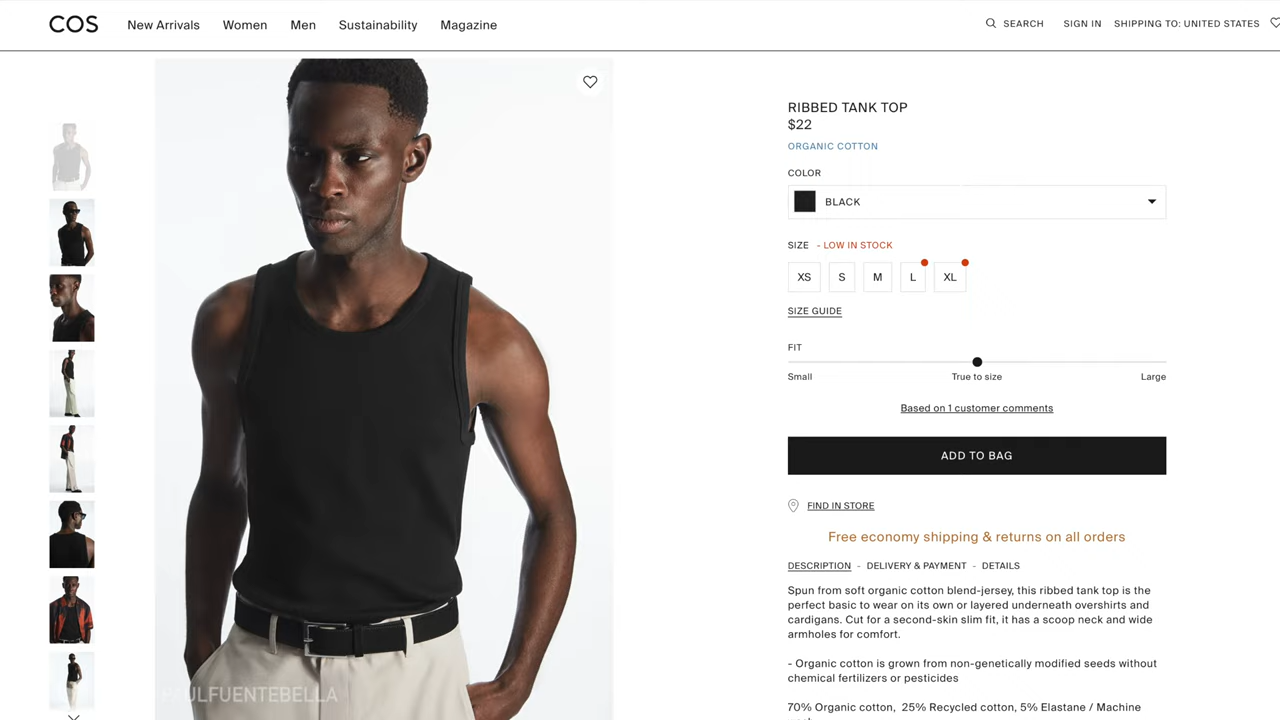 COS
New Arrivals
Women
Men
Sustainability
Magazine
SEARCH
SIGN IN
SHIPPING TO: UNITED STATES
RIBBED TANK TOP
$22
ORGANIC COTTON
COLOR
BLACK
SIZE - LOW IN STOCK
XS S M L XL
SIZE GUIDE
FIT
Small True to size Large
Based on 1 customer comments
ADD TO BAG
FIND IN STORE
Free economy shipping & returns on all orders
DESCRIPTION - DELIVERY & PAYMENT - DETAILS
Spun from soft organic cotton blend-jersey, this ribbed tank top is the
perfect basic to wear on its own or layered underneath overshirts and
cardigans. Cut for a second-skin slim fit, it has a scoop neck and wide
armholes for comfort.
- Organic cotton is grown from non-genetically modified seeds without
chemical fertilizers or pesticides
70% Organic cotton, 25% Recycled cotton, 5% Elastane / Machine